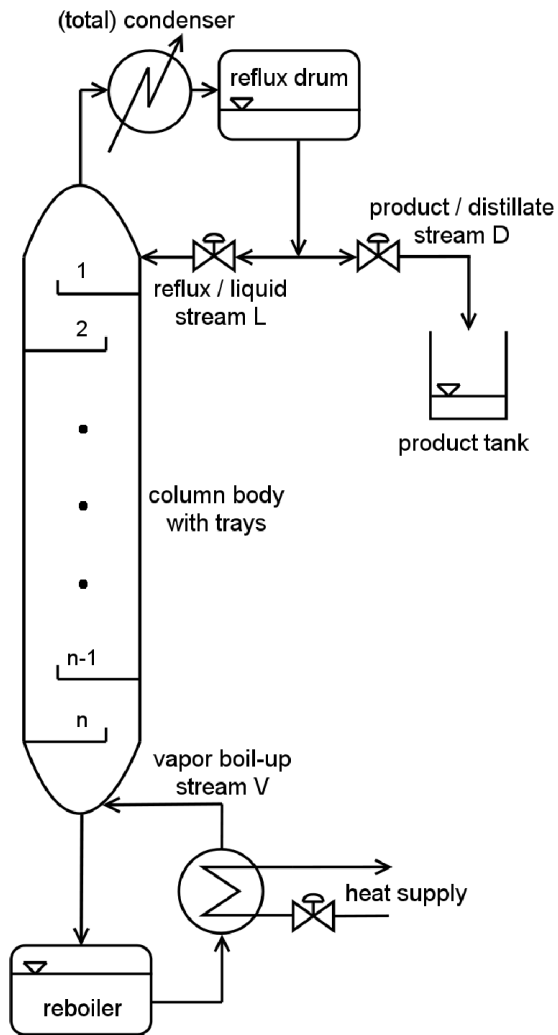 (total) condenser
reflux drum
product / distillate
stream D
1
reflux / liquid
stream L
2
product tank
column body
with trays
n-1
n
vapor boil-up
stream V
heat supply
reboiler